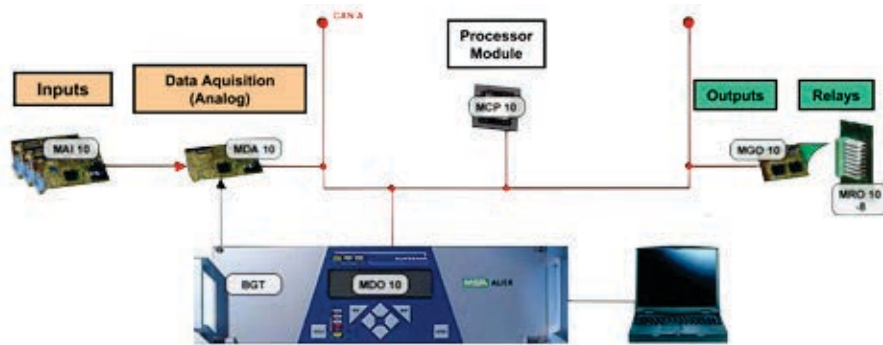 CAN A
Processor
Module
Inputs
Data Aquisition
(Analog)
MCP 10
Outputs
Relays
MAI 10
MDA 10
MGO 10
MRO 10
-8
BGT
MDO 10
MSA AUER